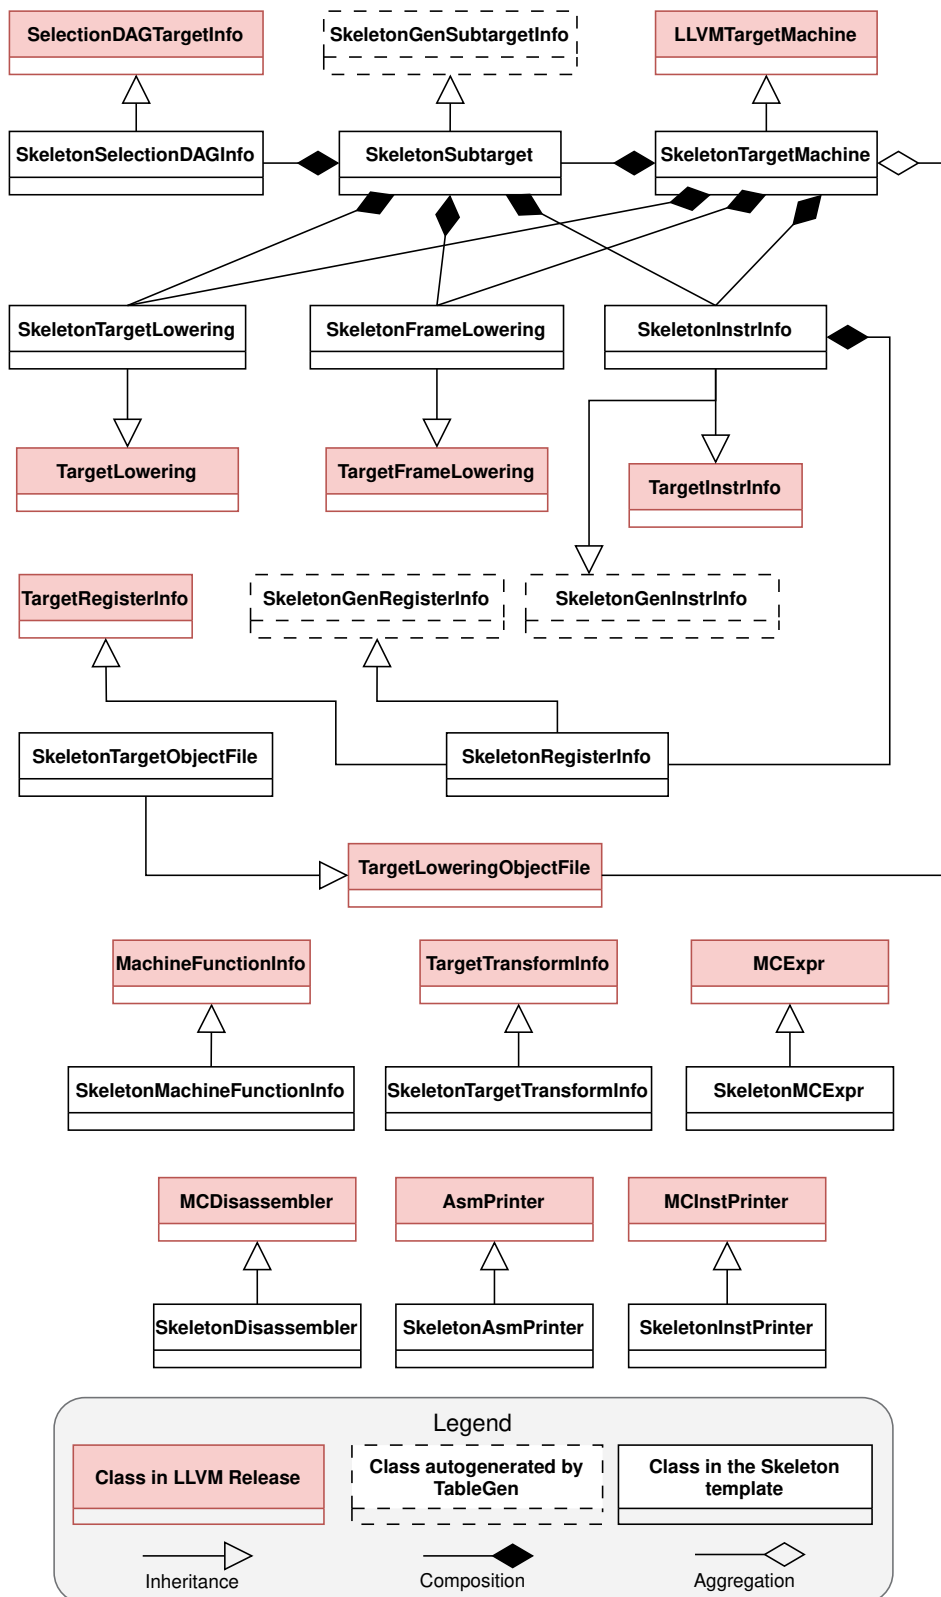 SelectionDAGTargetInfo
SkeletonGenSubtargetInfo
LLVMTargetMachine
SkeletonSelectionDAGInfo
SkeletonSubtarget
SkeletonTargetMachine
SkeletonTargetLowering
SkeletonFrameLowering
SkeletonInstrInfo
TargetLowering
TargetFrameLowering
TargetInstrInfo
TargetRegisterInfo
SkeletonGenRegisterInfo
SkeletonGenInstrInfo
SkeletonTargetObjectFile
SkeletonRegisterInfo
TargetLoweringObjectFile
MachineFunctionInfo
TargetTransformInfo
MCExpr
SkeletonMachineFunctionInfo
SkeletonTargetTransformInfo
SkeletonMCExpr
MCDisassembler
AsmPrinter
MCInstPrinter
SkeletonDisassembler
SkeletonAsmPrinter
SkeletonInstPrinter
Legend
Class in LLVM Release
Class autogenerated by
TableGen
Class in the Skeleton
template
Inheritance
Composition
Aggregation